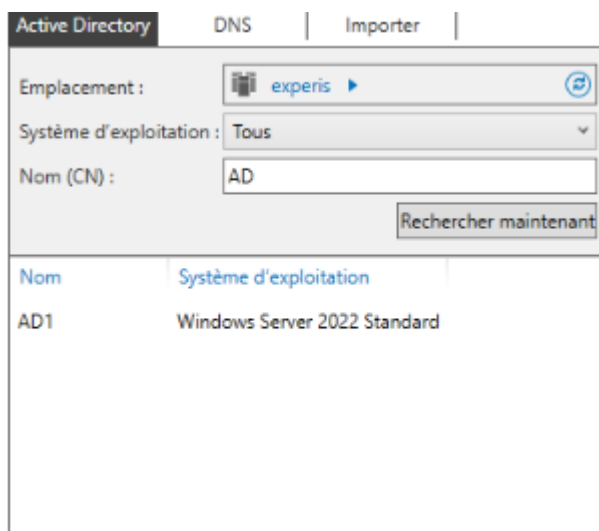 Active Directory DNS Importer
Emplacement : experis
Système d'exploitation : Tous
Nom (CN) : AD
Rechercher maintenant
Nom Système d'exploitation
AD1 Windows Server 2022 Standard